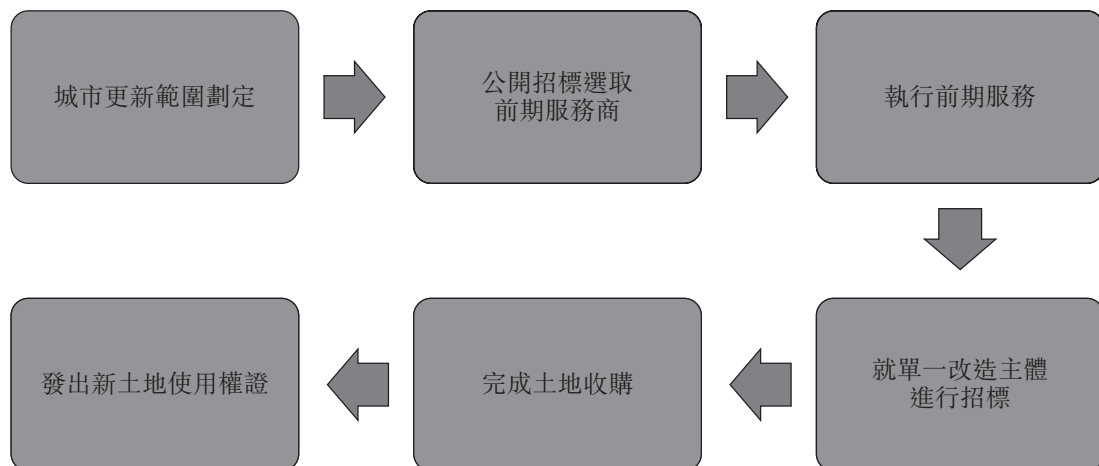 城市更新範圍劃定
公開招標選取
前期服務商
執行前期服務
就單一改造主體
進行招標
完成土地收購
發出新土地使用權證